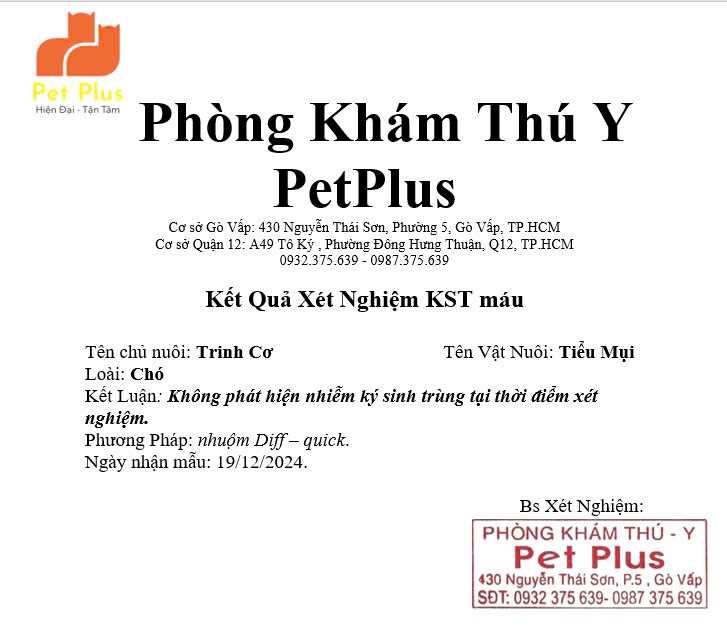 Pet Plus
Hiện Đại - Tận Tâm
Phòng Khám Thú Y
PetPlus
Cơ sở Gò Vấp: 430 Nguyễn Thái Sơn, Phường 5, Gò Vấp, TP.HCM
Cơ sở Quận 12: A49 Tô Ký , Phường Đông Hưng Thuận, Q12, TP.HCM
0932.375.639 - 0987.375.639
Kết Quả Xét Nghiệm KST máu
Tên chủ nuôi: Trinh Cơ Tên Vật Nuôi: Tiểu Mụi
Loài: Chó
Kết Luận: Không phát hiện nhiễm ký sinh trùng tại thời điểm xét
nghiệm.
Phương Pháp: nhuộm Diff – quick.
Ngày nhận mẫu: 19/12/2024.
Bs Xét Nghiệm:
PHÒNG KHÁM THÚ - Y
Pet Plus
430 Nguyễn Thái Sơn, P.5 , Gò Vấp
SĐT: 0932 375 639- 0987 375 639